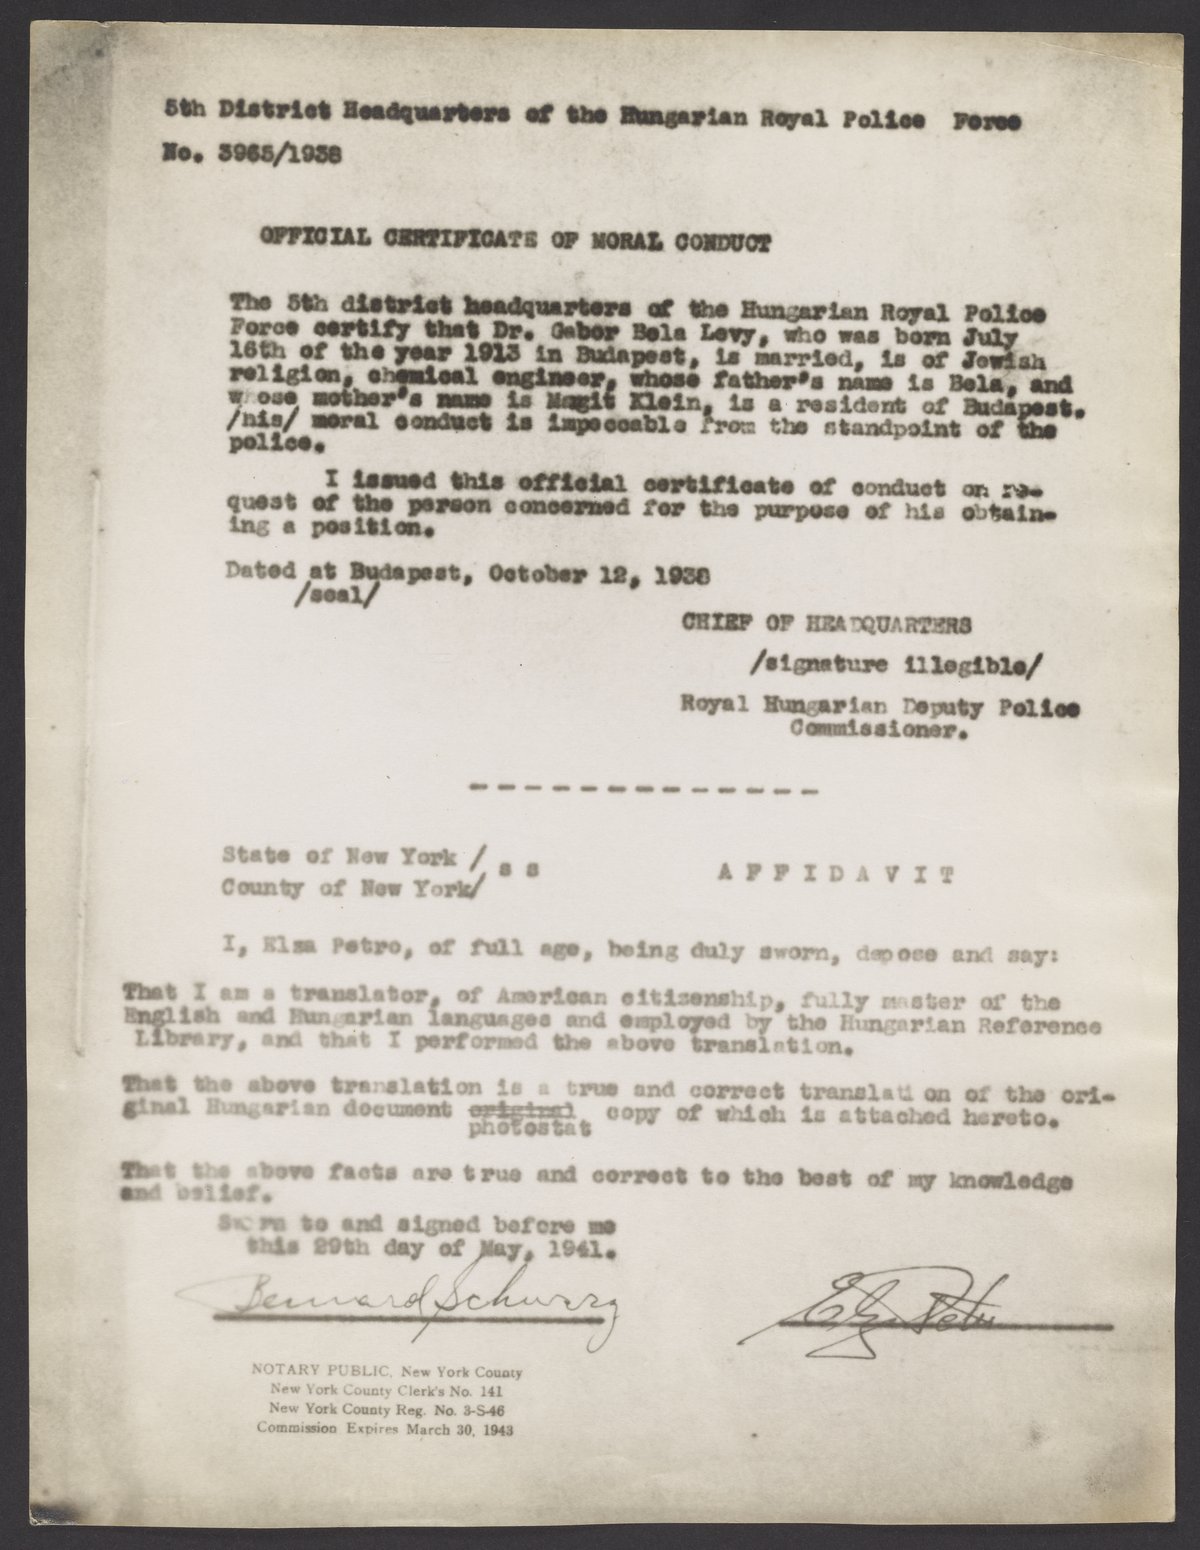 5th District Headquarters of the Hungarian Royal Police Force
No. 3965/1938
OFFICIAL CERTIFICATE OF MORAL CONDUCT
The 5th district headquarters of the Hungarian Royal Police
Force certify that Dr. Gabor Bela Levy, who was born July
16th of the year 1913 in Budapest, is married, is of Jewish
religion, chemical engineer, whose father's name is Bela, and
whose mother's name is Magit Klein, is a resident of Budapest.
/his/ moral conduct is impeccable from the standpoint of the
police.
I issued this official certificate of conduct on re-
quest of the person concerned for the purpose of his obtain-
ing a position.
Dated at Budapest, October 12, 1938
/seal/
CHIEF OF HEADQUARTERS
/signature illegible/
Royal Hungarian Deputy Police
Commissioner.
- - - - - - - - - - - - -
State of New York /
s s
County of New York/
A F F I D A V I T
I, Elsa Petro, of full age, being duly sworn, depose and say:
That I am a translator, of American citizenship, fully master of the
English and Hungarian languages and employed by the Hungarian Reference
Library, and that I performed the above translation.
That the above translation is a true and correct translati on of the ori-
ginal Hungarian document original copy of which is attached hereto.
photostat
That the above facts are true and correct to the best of my knowledge
and belief.
Sworn to and signed before me
this 29th day of May, 1941.
Bernard Schwarz
Elsa Petro
NOTARY PUBLIC, New York County
New York County Clerk's No. 141
New York County Reg. No. 3-S-46
Commission Expires March 30, 1943